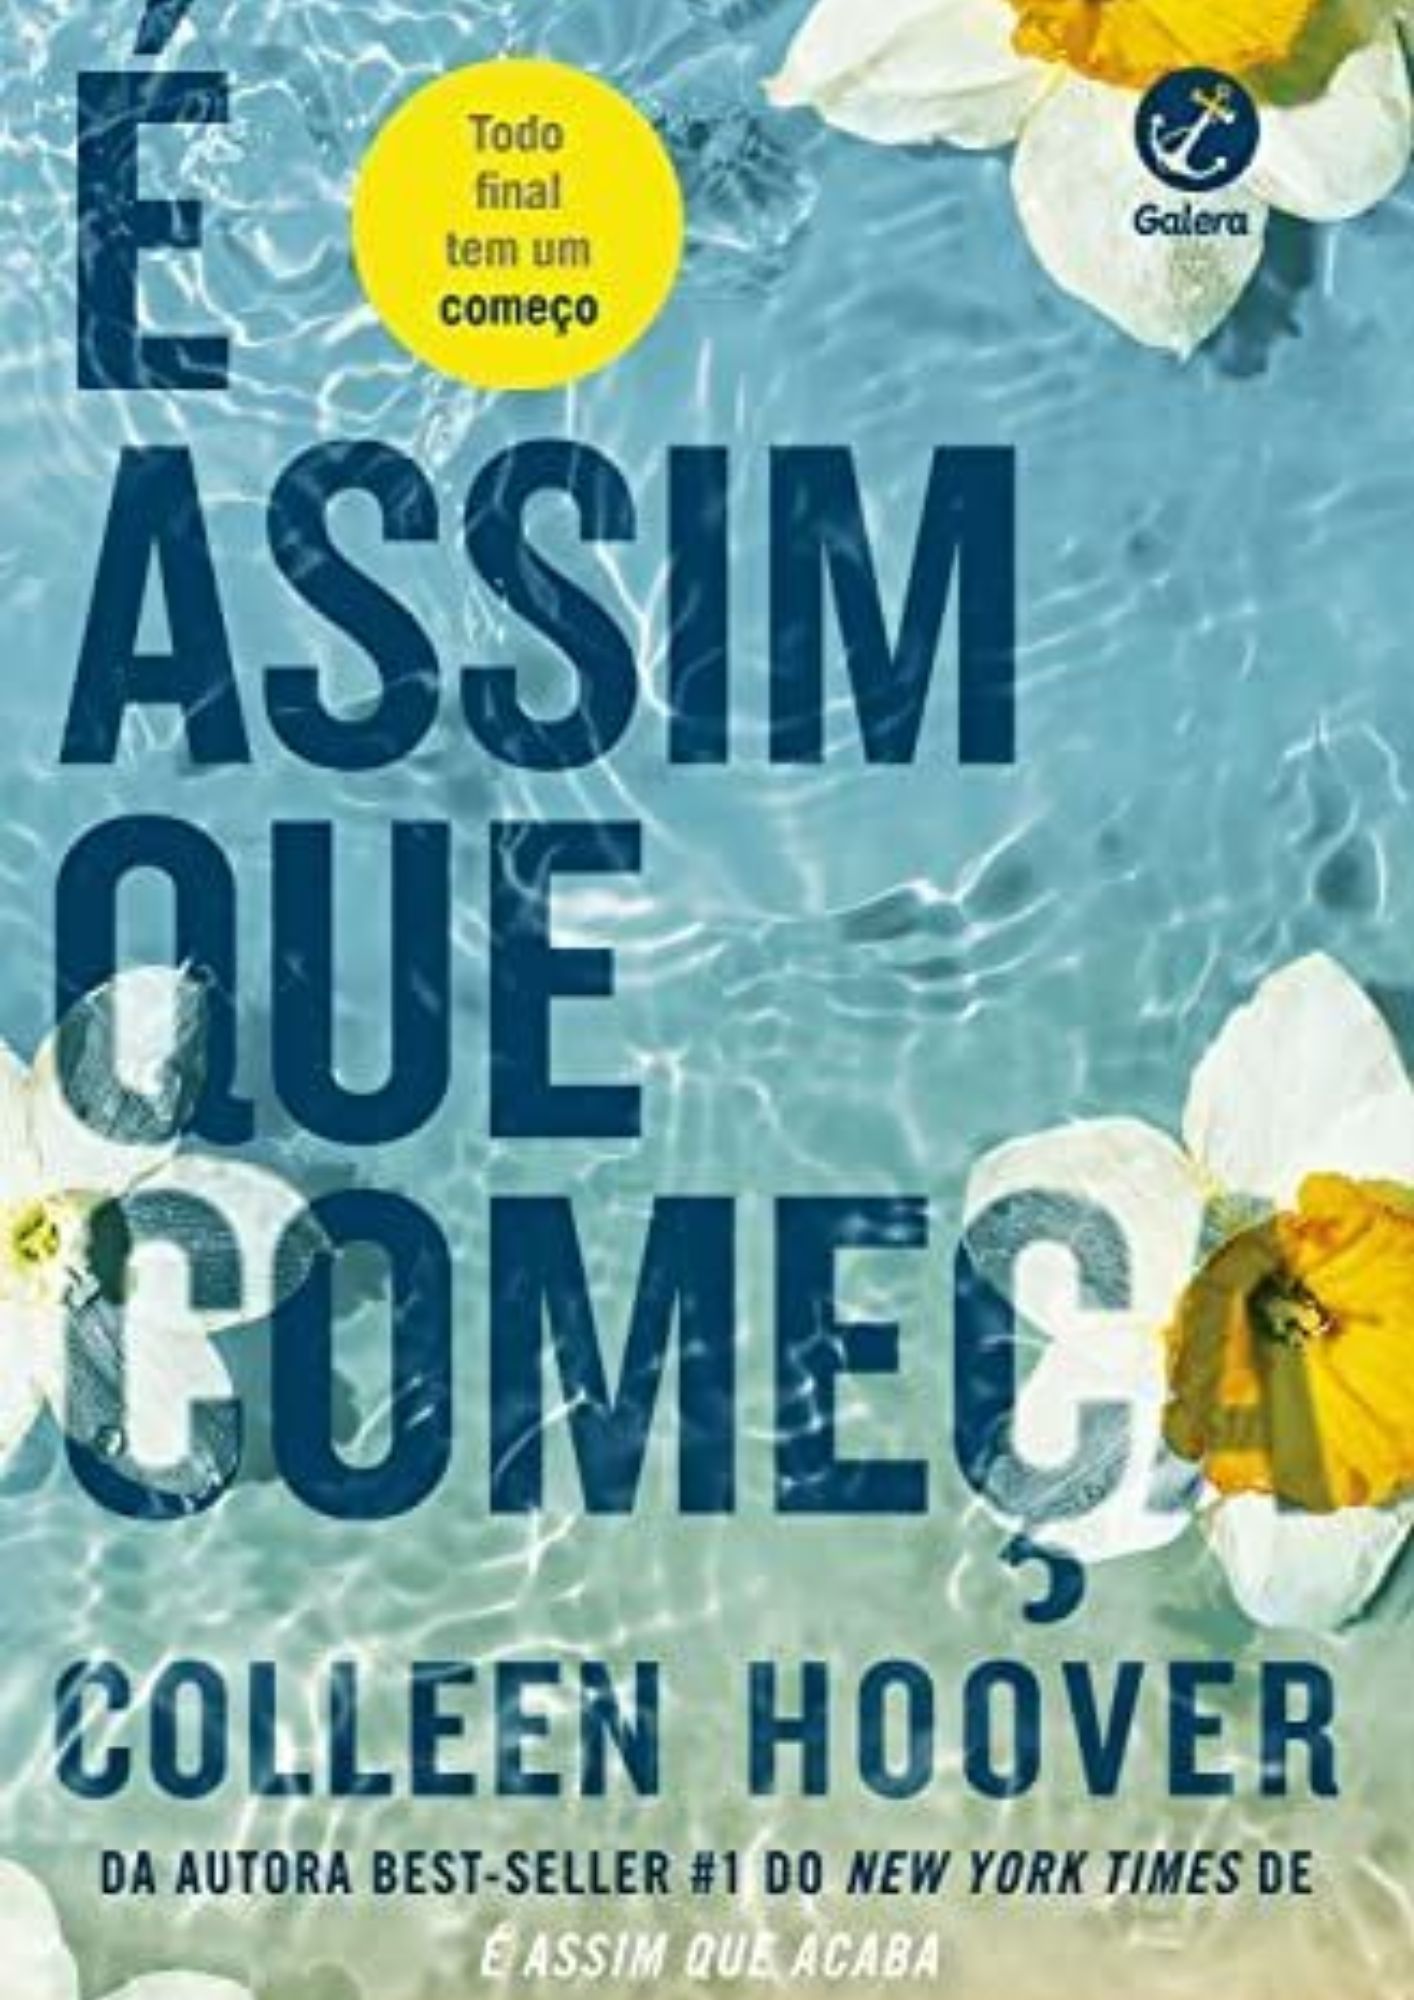 É
Todo
final
tem um
começo
Galera
ASSIM
QUE
COMEÇA
COLLEEN HOOVER
DA AUTORA BEST-SELLER #1 DO NEW YORK TIMES DE
É ASSIM QUE ACABA